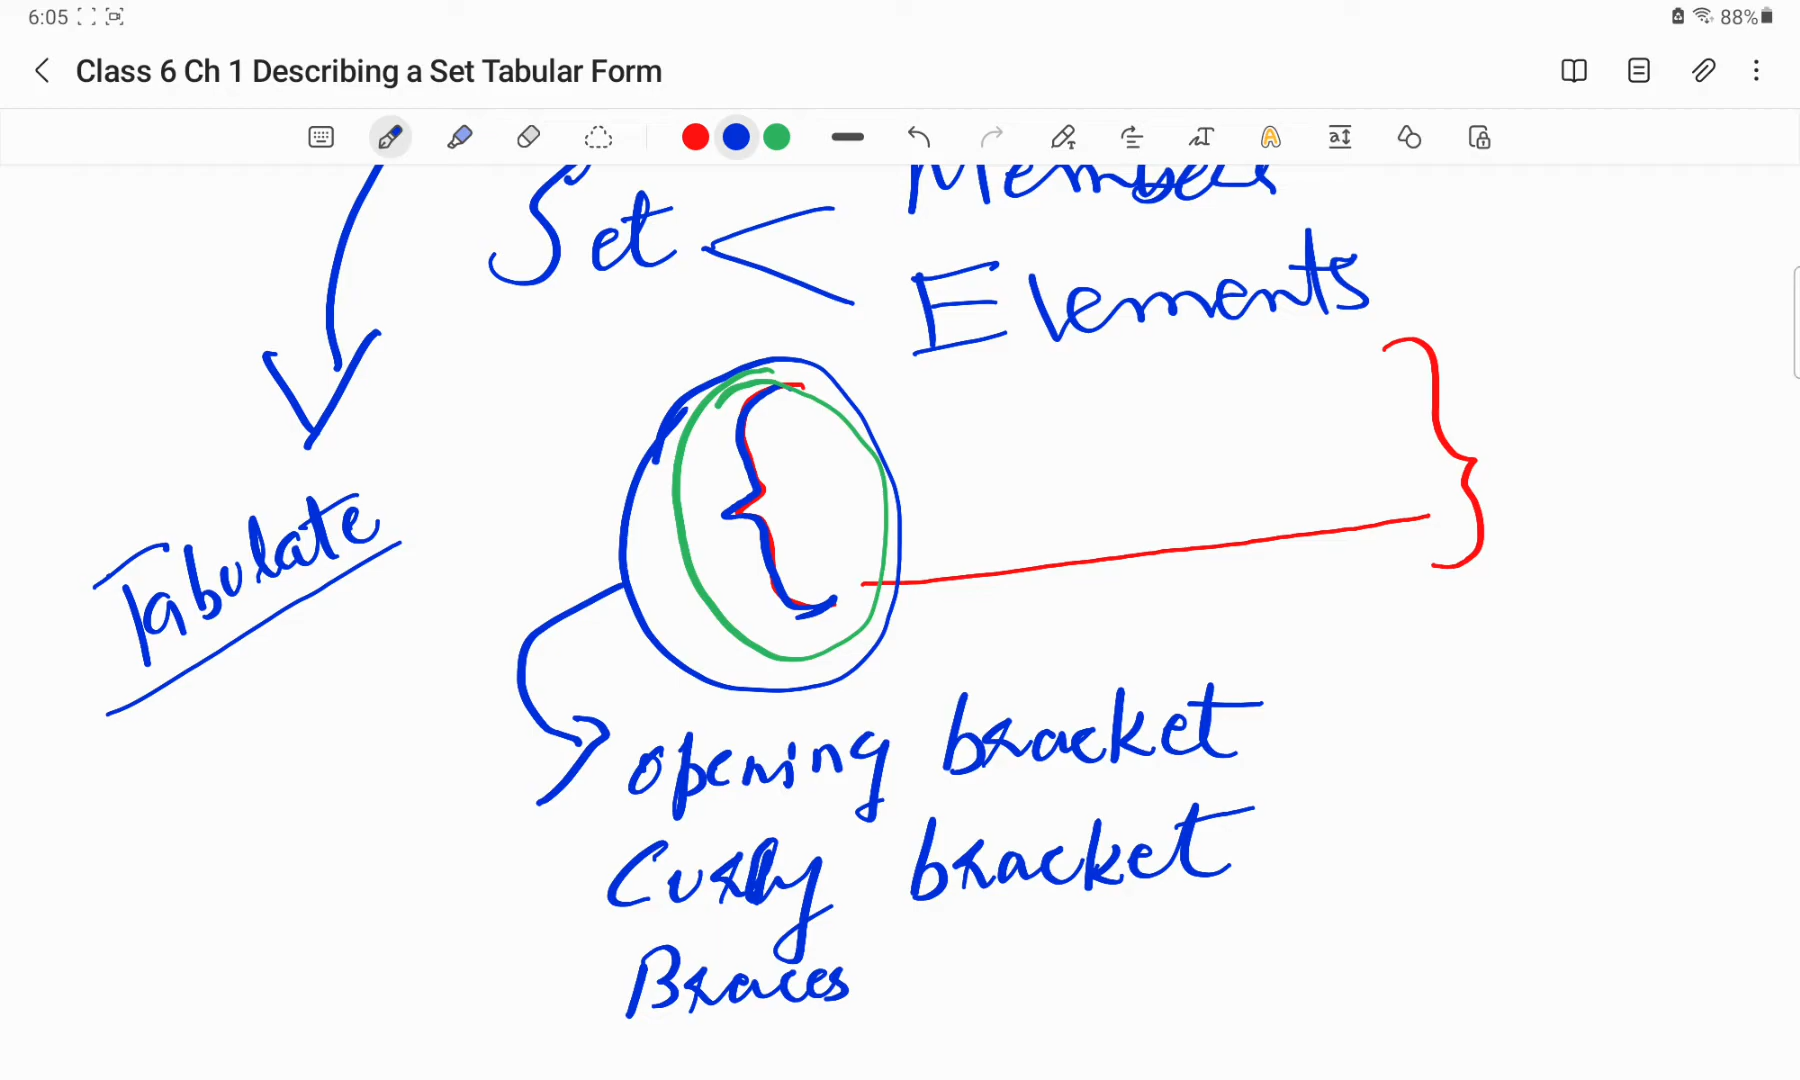 6:05
88%
Class 6 Ch 1 Describing a Set Tabular Form
Set
Elements
Tabulate
opening bracket
Curly bracket
Braces